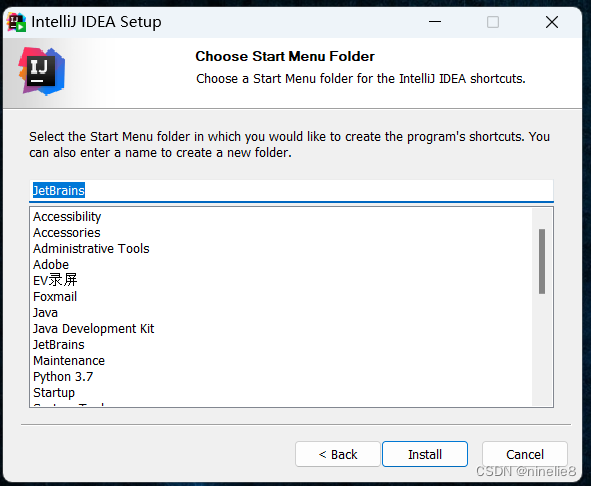 IntelliJ IDEA Setup
IJ
Choose Start Menu Folder
Choose a Start Menu folder for the IntelliJ IDEA shortcuts.
Select the Start Menu folder in which you would like to create the program's shortcuts. You
can also enter a name to create a new folder.
JetBrains
Accessibility
Accessories
Administrative Tools
Adobe
EV录屏
Foxmail
Java
Java Development Kit
JetBrains
Maintenance
Python 3.7
Startup
< Back
Install
Cancel
CSDN @ninelie8